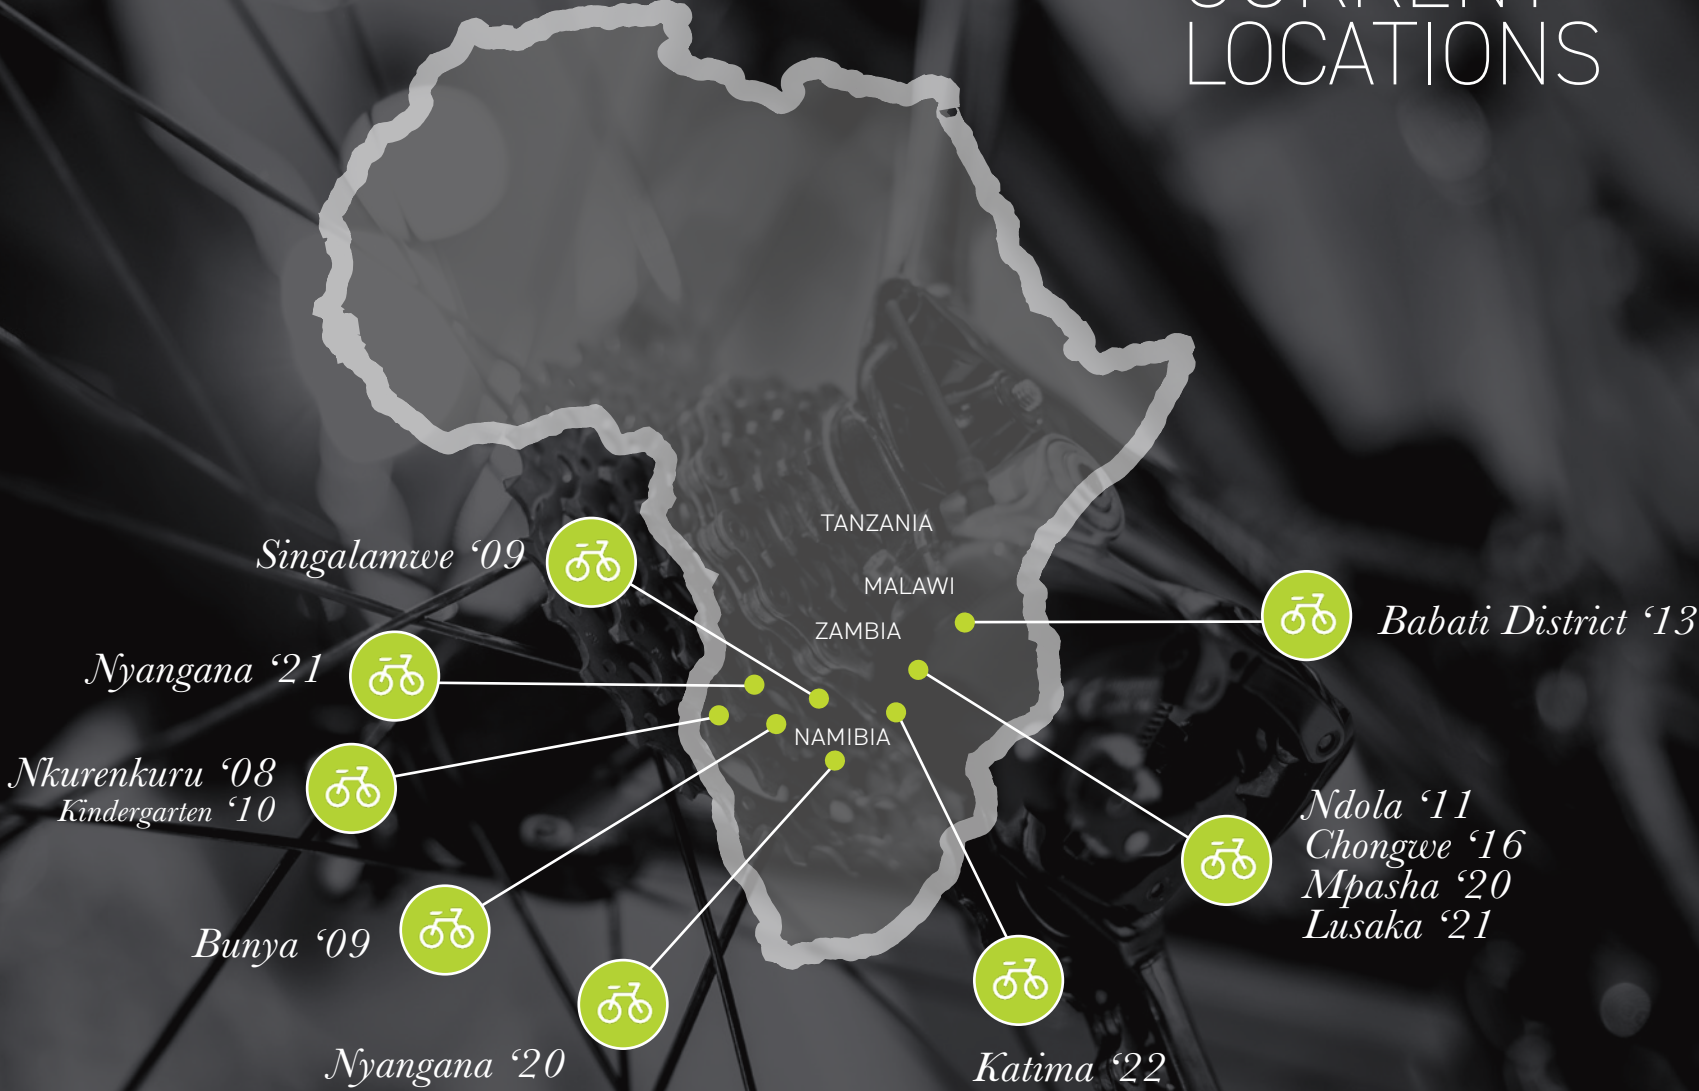 CURRENT
LOCATIONS
TANZANIA
MALAWI
ZAMBIA
NAMIBIA
Singalamwe ‘09
Nyangana ‘21
Nkurenkuru ‘08
Kindergarten ‘10
Bunya ‘09
Nyangana ‘20
Katima ‘22
Babati District ‘13
Ndola ‘11
Chongwe ‘16
Mpasha ‘20
Lusaka ‘21